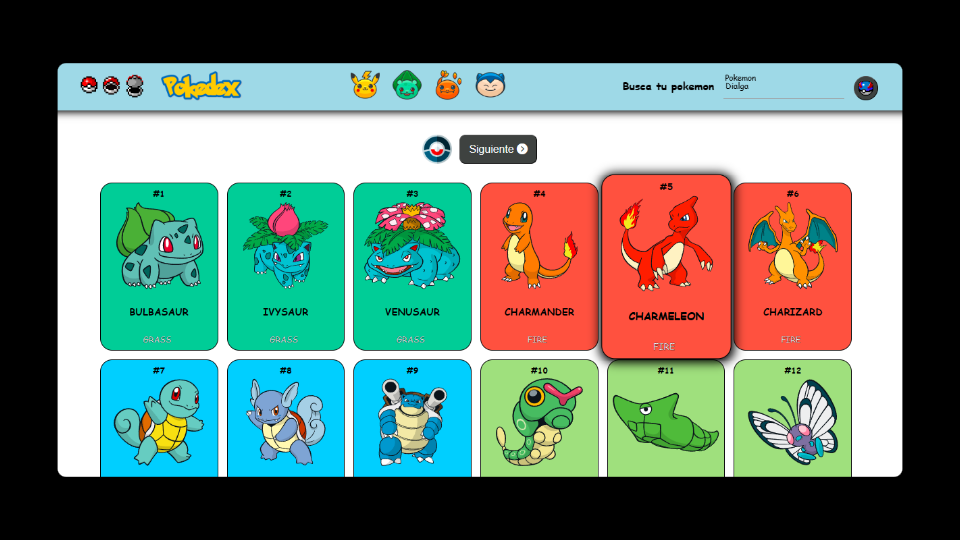 Pokedex
Busca tu pokemon
Pokemon
Dialga
Siguiente
#1
#2
#3
#4
#5
#6
BULBASAUR
IVYSAUR
VENUSAUR
CHARMANDER
CHARMELEON
CHARIZARD
GRASS
GRASS
GRASS
FIRE
FIRE
FIRE
#7
#8
#9
#10
#11
#12